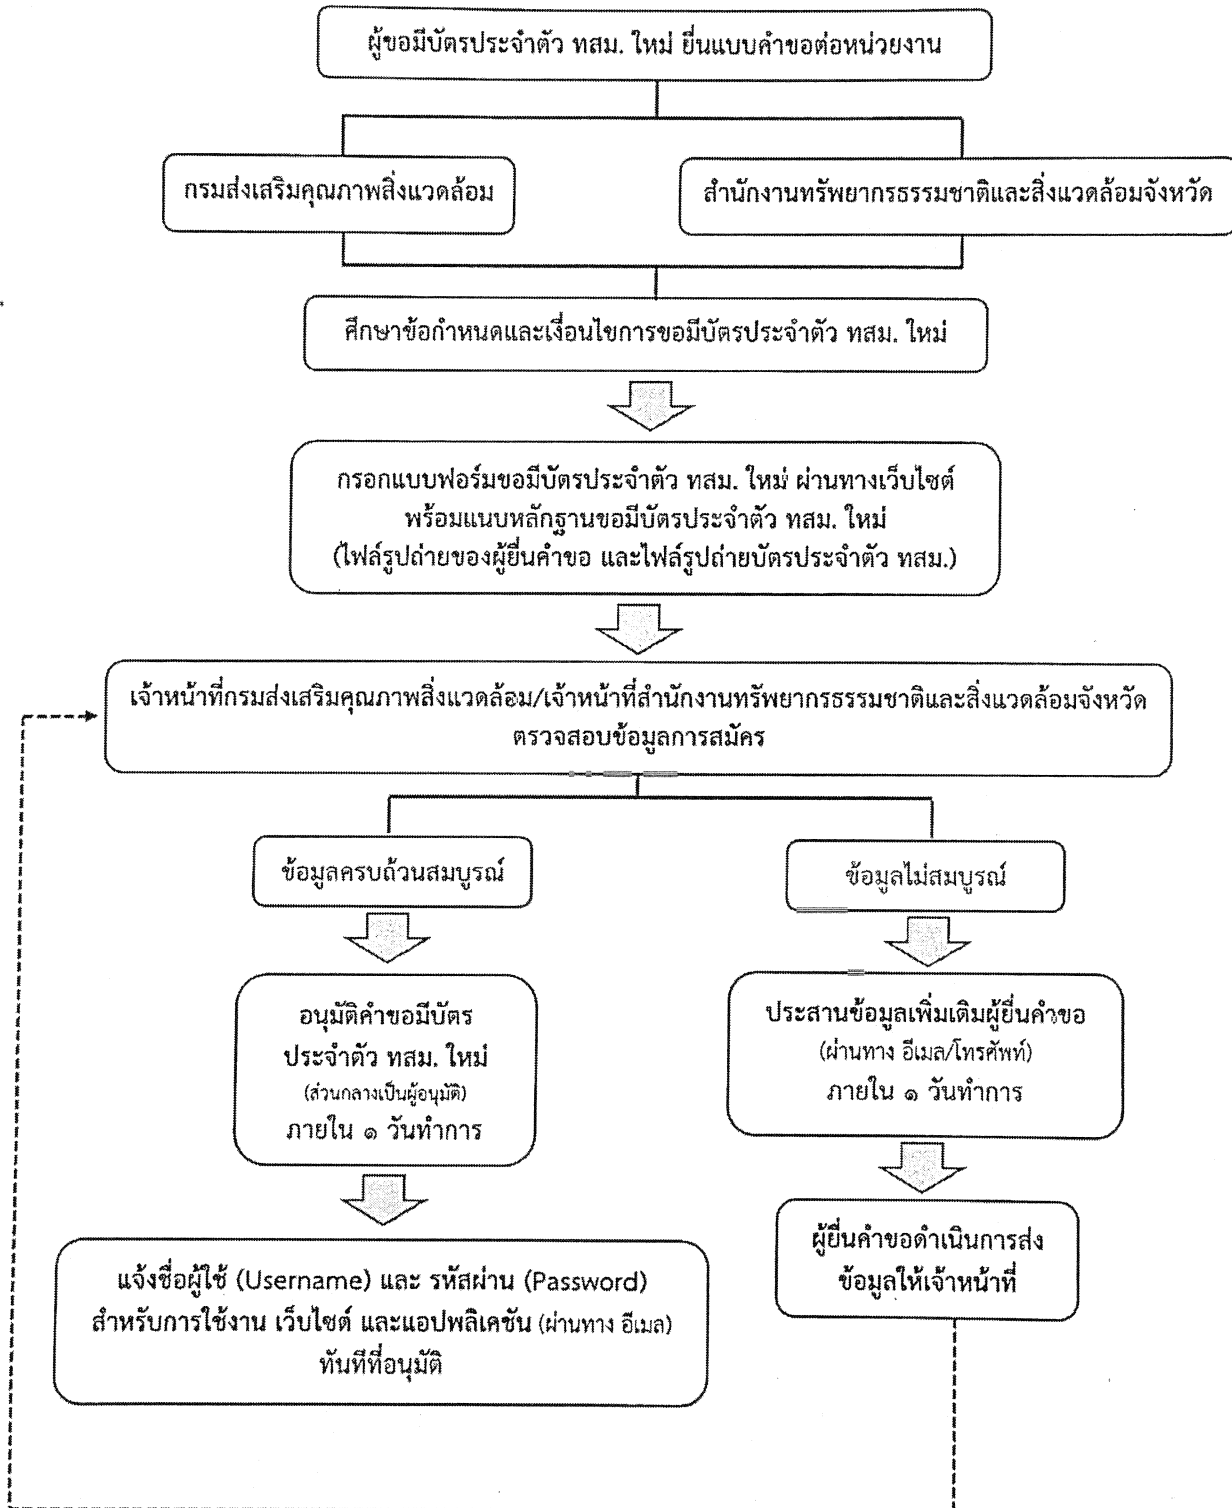 ผู้ขอมีบัตรประจำตัว ทสม. ใหม่ ยื่นแบบคำขอต่อหน่วยงาน
กรมส่งเสริมคุณภาพสิ่งแวดล้อม
สำนักงานทรัพยากรธรรมชาติและสิ่งแวดล้อมจังหวัด
ศึกษาข้อกำหนดและเงื่อนไขการขอมีบัตรประจำตัว ทสม. ใหม่
กรอกแบบฟอร์มขอมีบัตรประจำตัว ทสม. ใหม่ ผ่านทางเว็บไซต์
พร้อมแนบหลักฐานขอมีบัตรประจำตัว ทสม. ใหม่
(ไฟล์รูปถ่ายของผู้ยื่นคำขอ และไฟล์รูปถ่ายบัตรประจำตัว ทสม.)
เจ้าหน้าที่กรมส่งเสริมคุณภาพสิ่งแวดล้อม/เจ้าหน้าที่สำนักงานทรัพยากรธรรมชาติและสิ่งแวดล้อมจังหวัด
ตรวจสอบข้อมูลการสมัคร
ข้อมูลครบถ้วนสมบูรณ์
ข้อมูลไม่สมบูรณ์
อนุมัติคำขอมีบัตร
ประจำตัว ทสม. ใหม่
(ส่วนกลางเป็นผู้อนุมัติ)
ภายใน ๑ วันทำการ
ประสานข้อมูลเพิ่มเติมผู้ยื่นคำขอ
(ผ่านทาง อีเมล/โทรศัพท์)
ภายใน ๑ วันทำการ
แจ้งชื่อผู้ใช้ (Username) และ รหัสผ่าน (Password)
สำหรับการใช้งาน เว็บไซต์ และแอปพลิเคชัน (ผ่านทาง อีเมล)
ทันทีที่อนุมัติ
ผู้ยื่นคำขอดำเนินการส่ง
ข้อมูลให้เจ้าหน้าที่